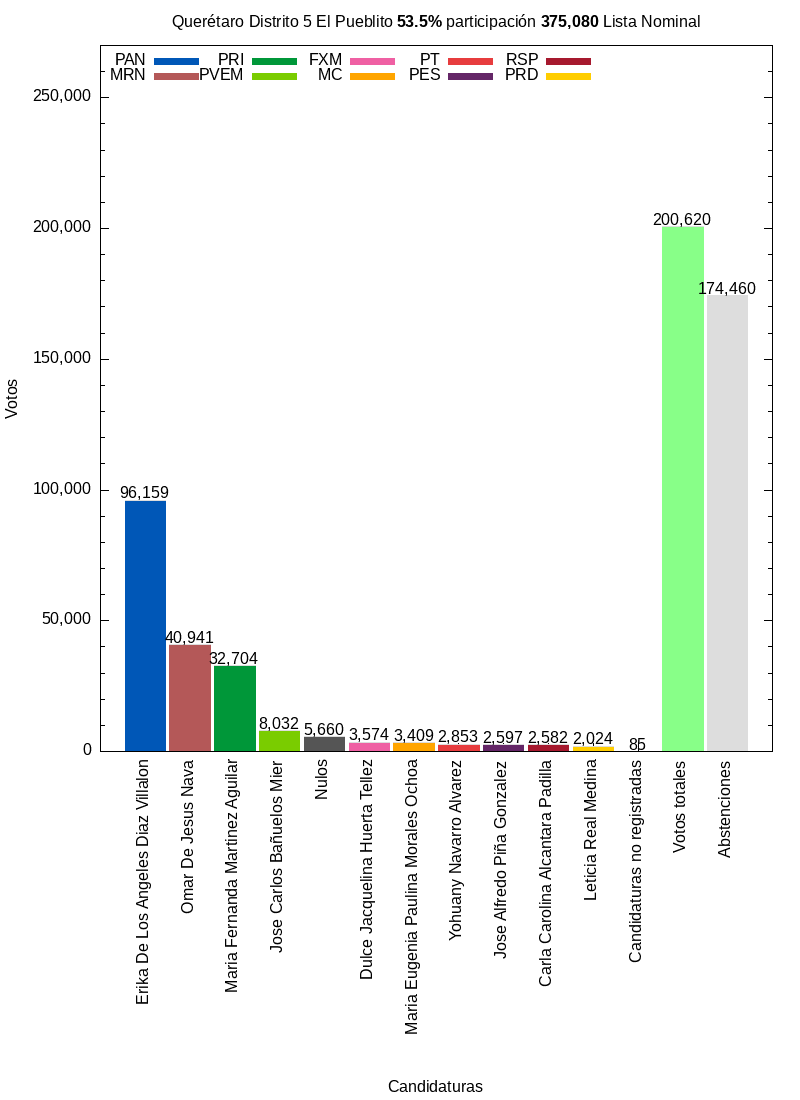 Querétaro Distrito 5 El Pueblito 53.5% participación 375,080 Lista Nominal
PAN PRI FXM PT RSP
MRN PVEM MC PES PRD
250,000
200,000
150,000
100,000
50,000
0
Votos
96,159
40,941
32,704
8,032
5,660
3,574
3,409
2,853
2,597
2,582
2,024
85
200,620
174,460
Erika De Los Angeles Diaz Villalon
Omar De Jesus Nava
Maria Fernanda Martinez Aguilar
Jose Carlos Bañuelos Mier
Nulos
Dulce Jacquelina Huerta Tellez
Maria Eugenia Paulina Morales Ochoa
Yohuany Navarro Alvarez
Jose Alfredo Piña Gonzalez
Carla Carolina Alcantara Padilla
Leticia Real Medina
Candidaturas no registradas
Votos totales
Abstenciones
Candidaturas